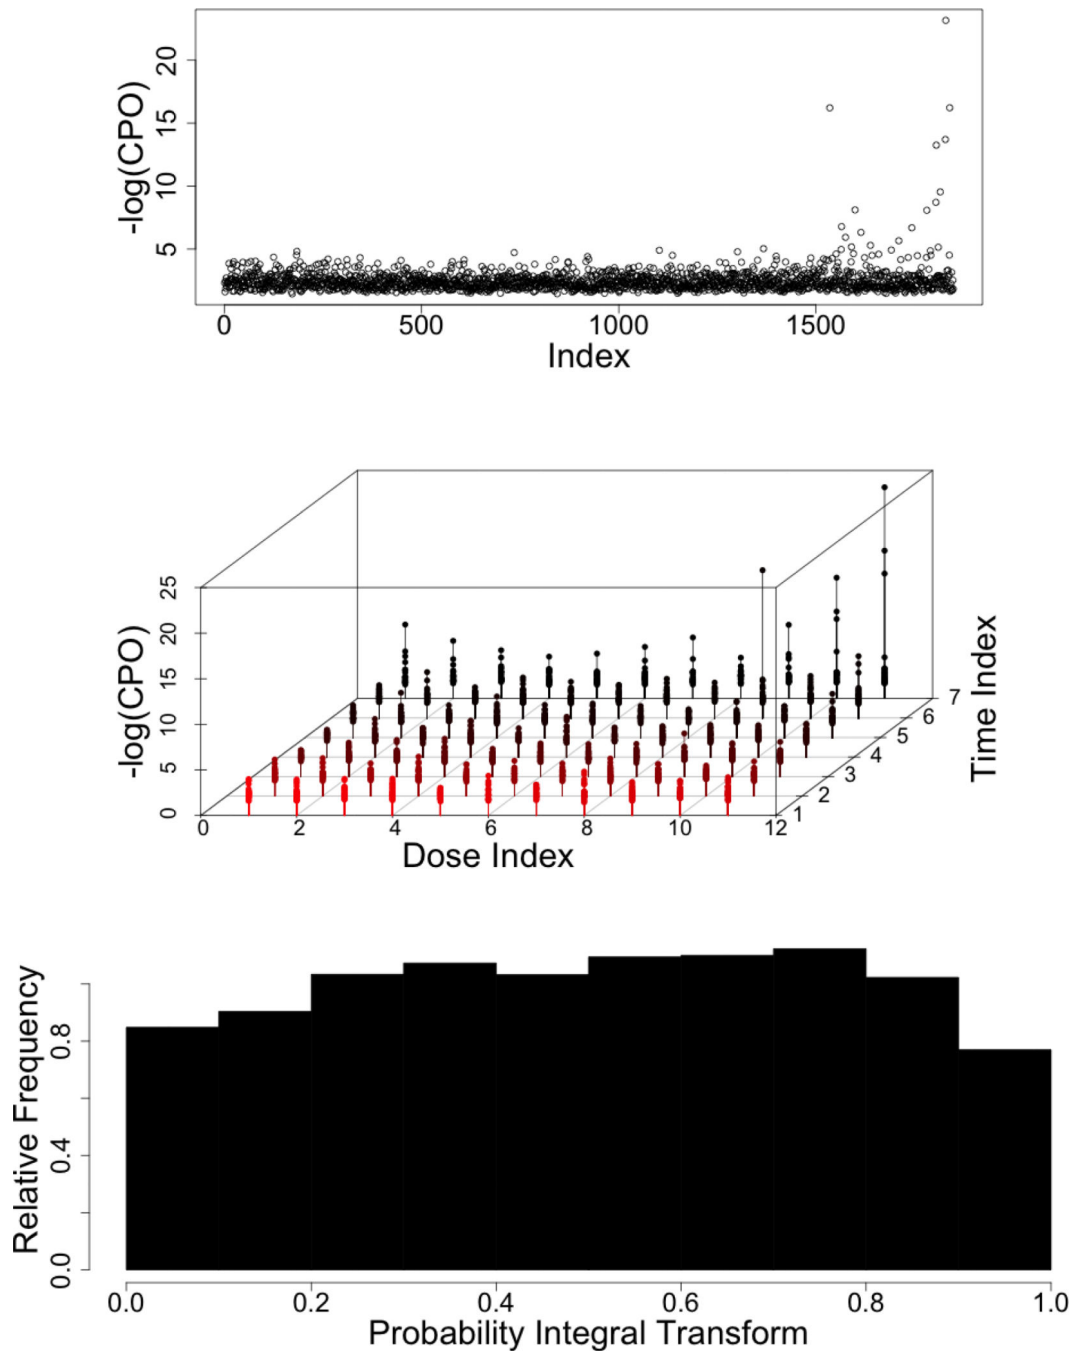 -log(CPO)
20
15
10
5
0 500 1000 1500
Index
-log(CPO)
25
20
15
10
5
0
0 2 4 6 8 10 12
Dose Index
1 2 3 4 5 6 7
Time Index
Relative Frequency
0.8
0.4
0.0
0.0 0.2 0.4 0.6 0.8 1.0
Probability Integral Transform